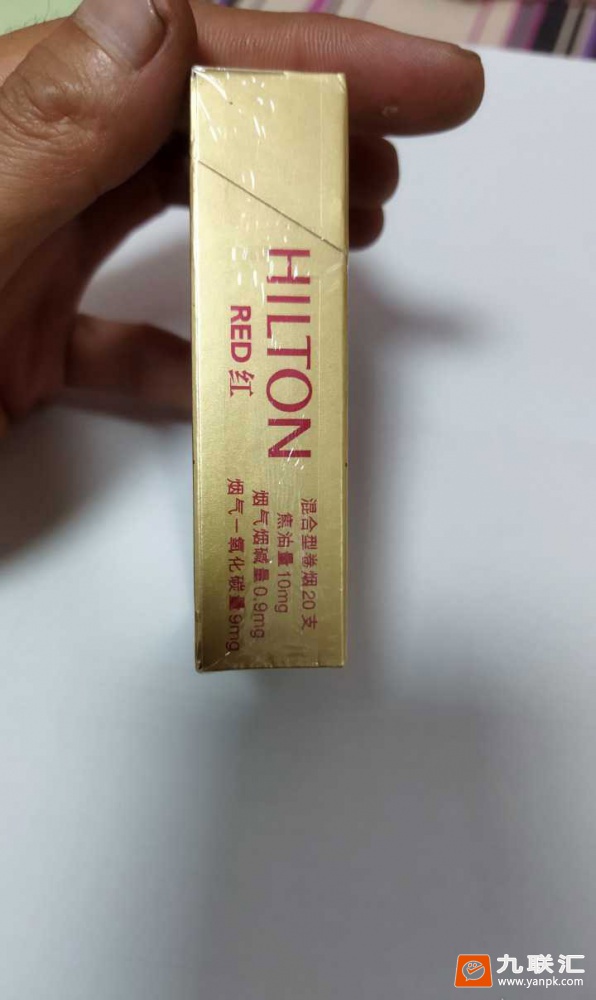 HILTON
RED 红
混合型卷烟20支
焦油量10mg
烟气烟碱量0.9mg
烟气一氧化碳量9mg
九联汇
www.yanpk.com